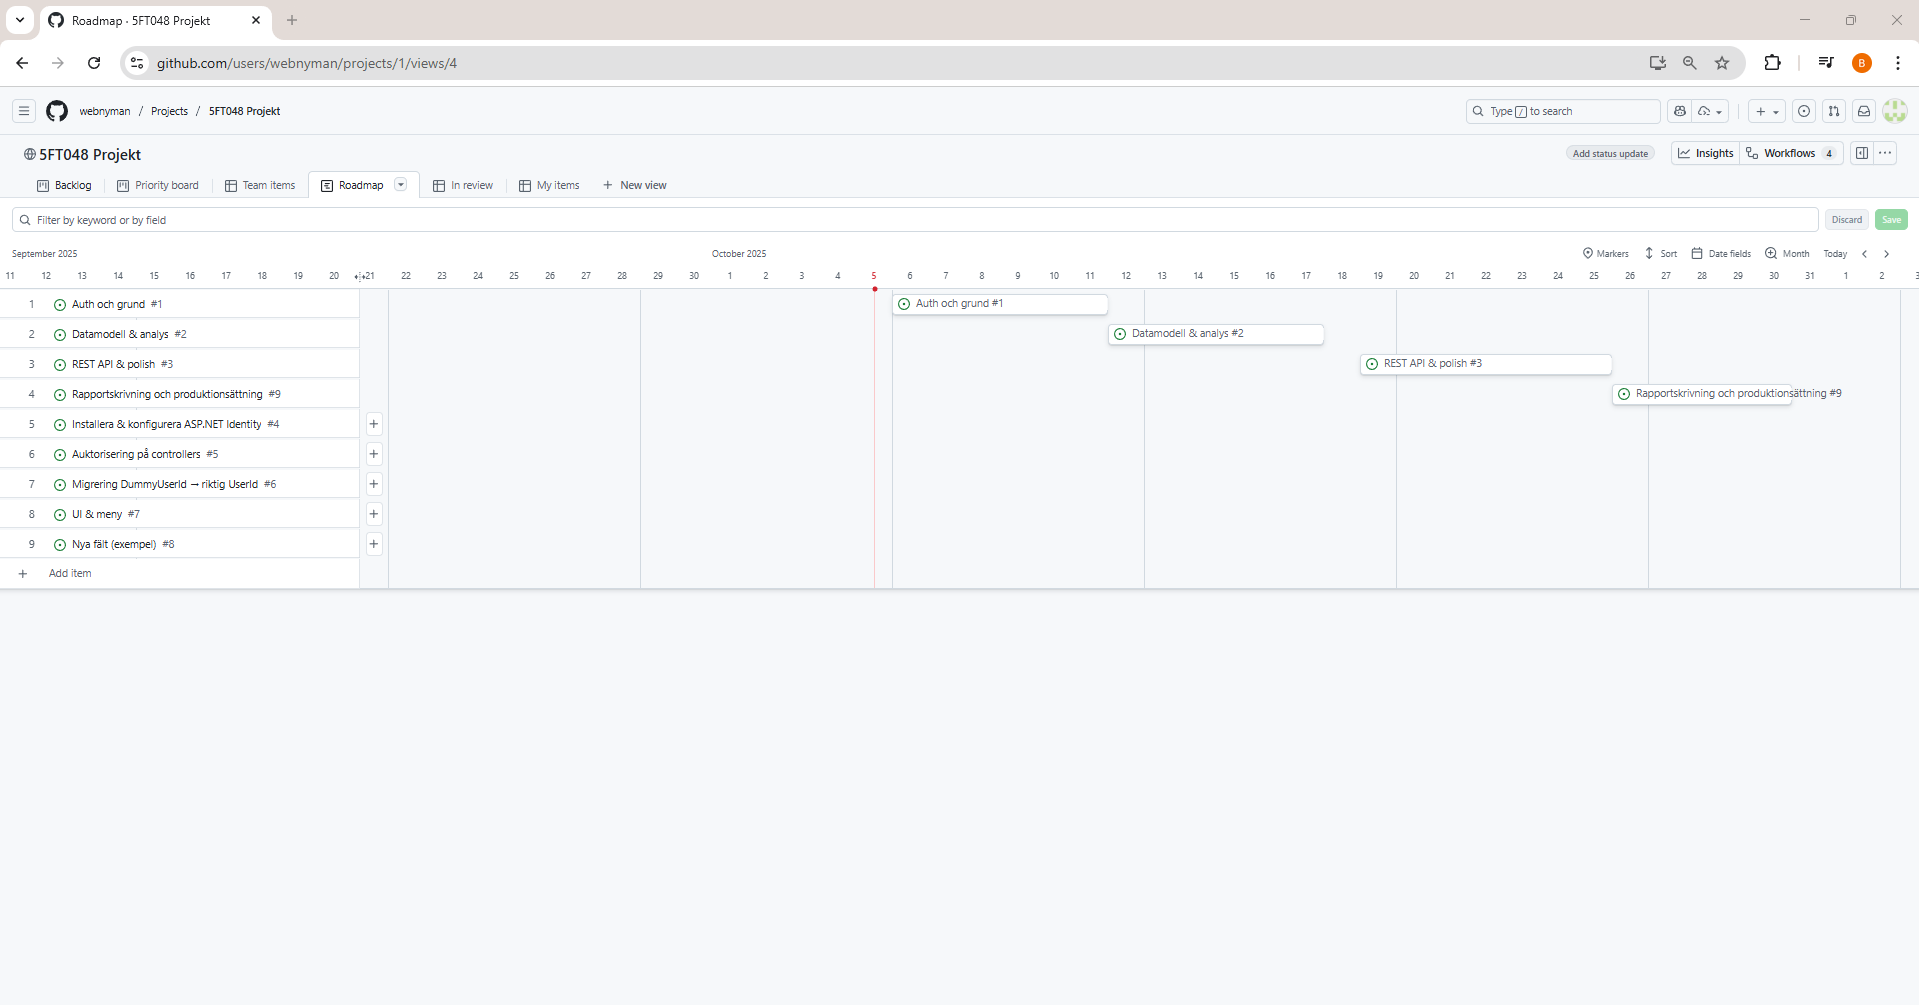 Roadmap · 5FT048 Projekt
github.com/users/webnyman/projects/1/views/4
B
webnyman / Projects / 5FT048 Projekt
Type / to search
5FT048 Projekt
Add status update
Insights
Workflows 4
Backlog
Priority board
Team items
Roadmap
In review
My items
New view
Filter by keyword or by field
Discard
Save
September 2025
October 2025
Markers
Sort
Date fields
Month
Today
11 12 13 14 15 16 17 18 19 20 21 22 23 24 25 26 27 28 29 30 1 2 3 4 5 6 7 8 9 10 11 12 13 14 15 16 17 18 19 20 21 22 23 24 25 26 27 28 29 30 31 1 2
1 Auth och grund #1
Auth och grund #1
2 Datamodell & analys #2
Datamodell & analys #2
3 REST API & polish #3
REST API & polish #3
4 Rapportskrivning och produktionsättning #9
Rapportskrivning och produktionsättning #9
5 Installera & konfigurera ASP.NET Identity #4
6 Auktorisering på controllers #5
7 Migrering DummyUserId → riktig UserId #6
8 UI & meny #7
9 Nya fält (exempel) #8
Add item